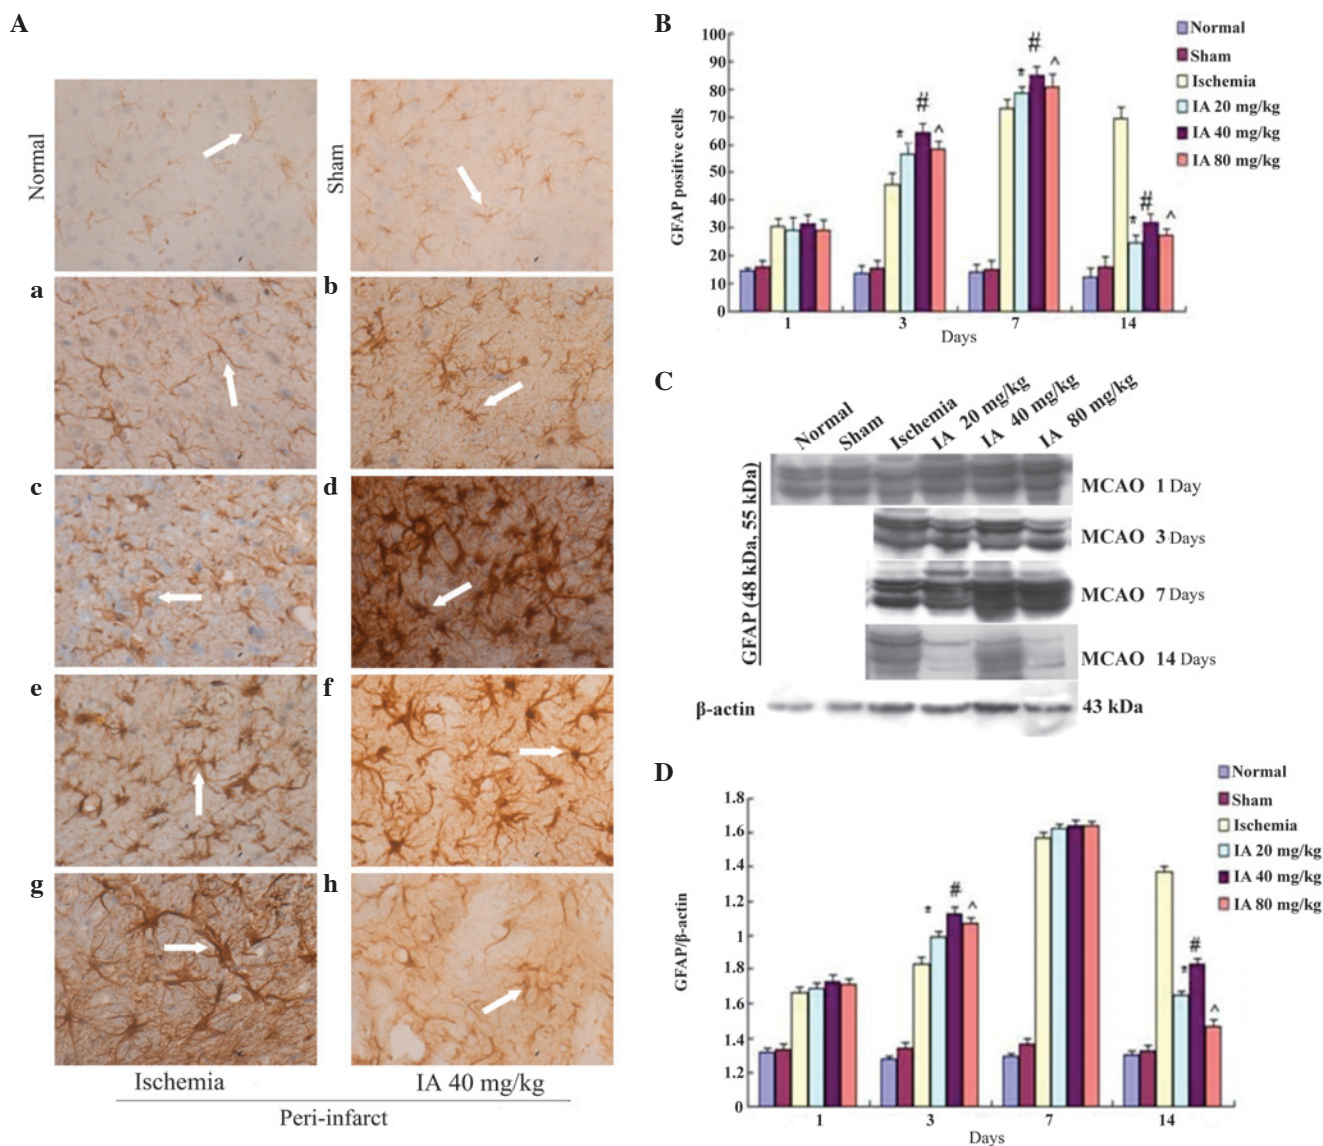 A
Normal
Sham
a
b
c
d
e
f
g
h
Ischemia
IA 40 mg/kg
Peri-infarct
B
GFAP positive cells
100
90
80
70
60
50
40
30
20
10
0
* # ^
* # ^
* # ^
1 3 7 14
Days
Normal
Sham
Ischemia
IA 20 mg/kg
IA 40 mg/kg
IA 80 mg/kg
C
Normal
Sham
Ischemia
IA 20 mg/kg
IA 40 mg/kg
IA 80 mg/kg
GFAP (48 kDa, 55 kDa)
MCAO 1 Day
MCAO 3 Days
MCAO 7 Days
MCAO 14 Days
β-actin
43 kDa
D
GFAP/β-actin
1.8
1.6
1.4
1.2
1
1.8
1.6
1.4
1.2
0
* # ^
* # ^
1 3 7 14
Days
Normal
Sham
Ischemia
IA 20 mg/kg
IA 40 mg/kg
IA 80 mg/kg